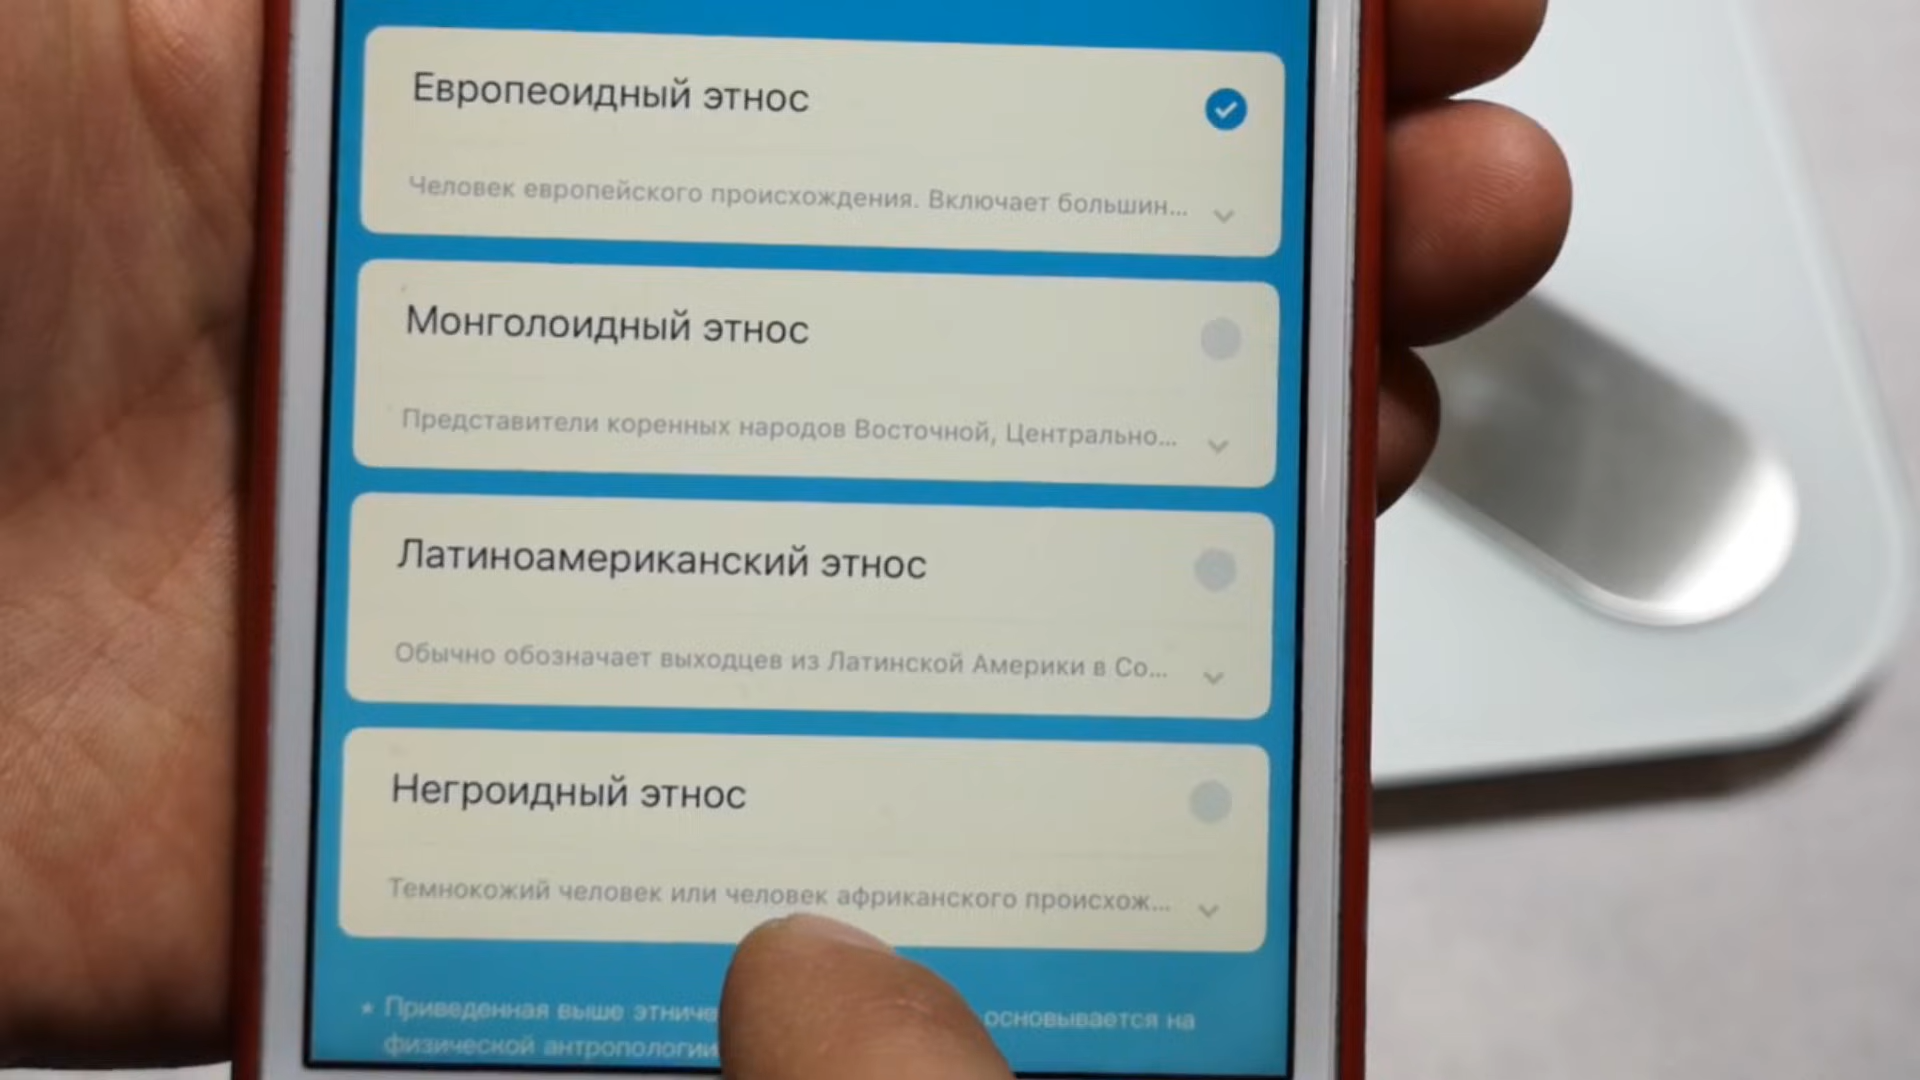 Европеоидный этнос
Человек европейского происхождения. Включает большин...
Монголоидный этнос
Представители коренных народов Восточной, Центрально...
Латиноамериканский этнос
Обычно обозначает выходцев из Латинской Америки в Со...
Негроидный этнос
Темнокожий человек или человек африканского происхож...
* Приведенная выше этниче основывается на
физической антропологии